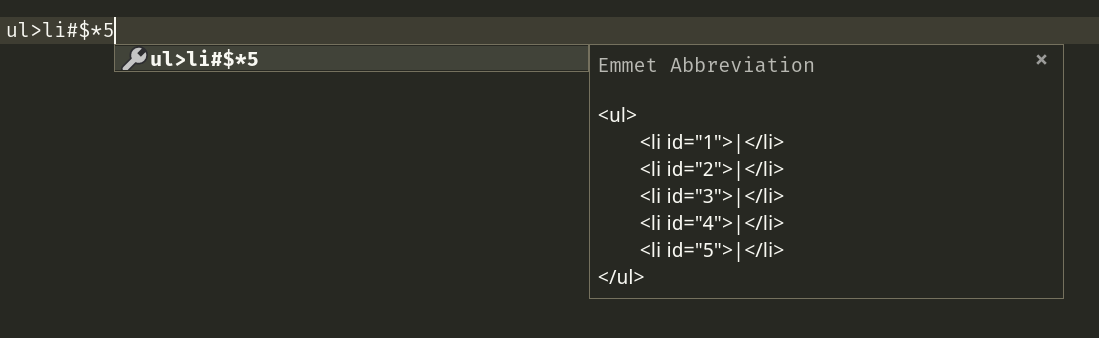 ul>li#$*5
ul>li#$*5
Emmet Abbreviation ×
<ul>
<li id="1">|</li>
<li id="2">|</li>
<li id="3">|</li>
<li id="4">|</li>
<li id="5">|</li>
</ul>